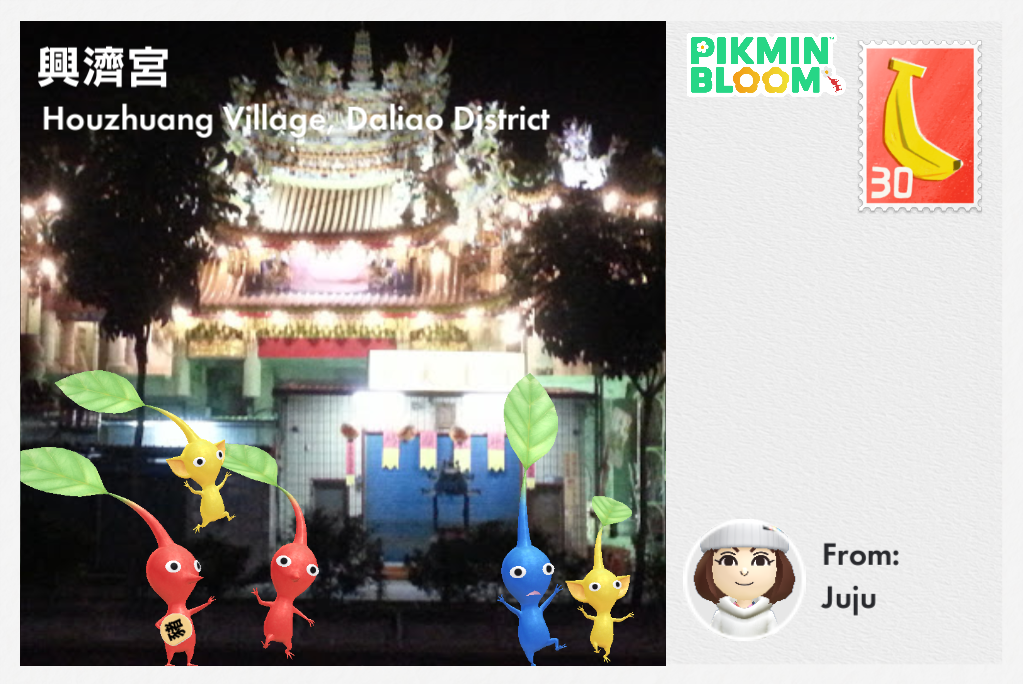 興濟宮
Houzhuang Village, Daliao District
PIKMIN
BLOOM
30
From:
Juju